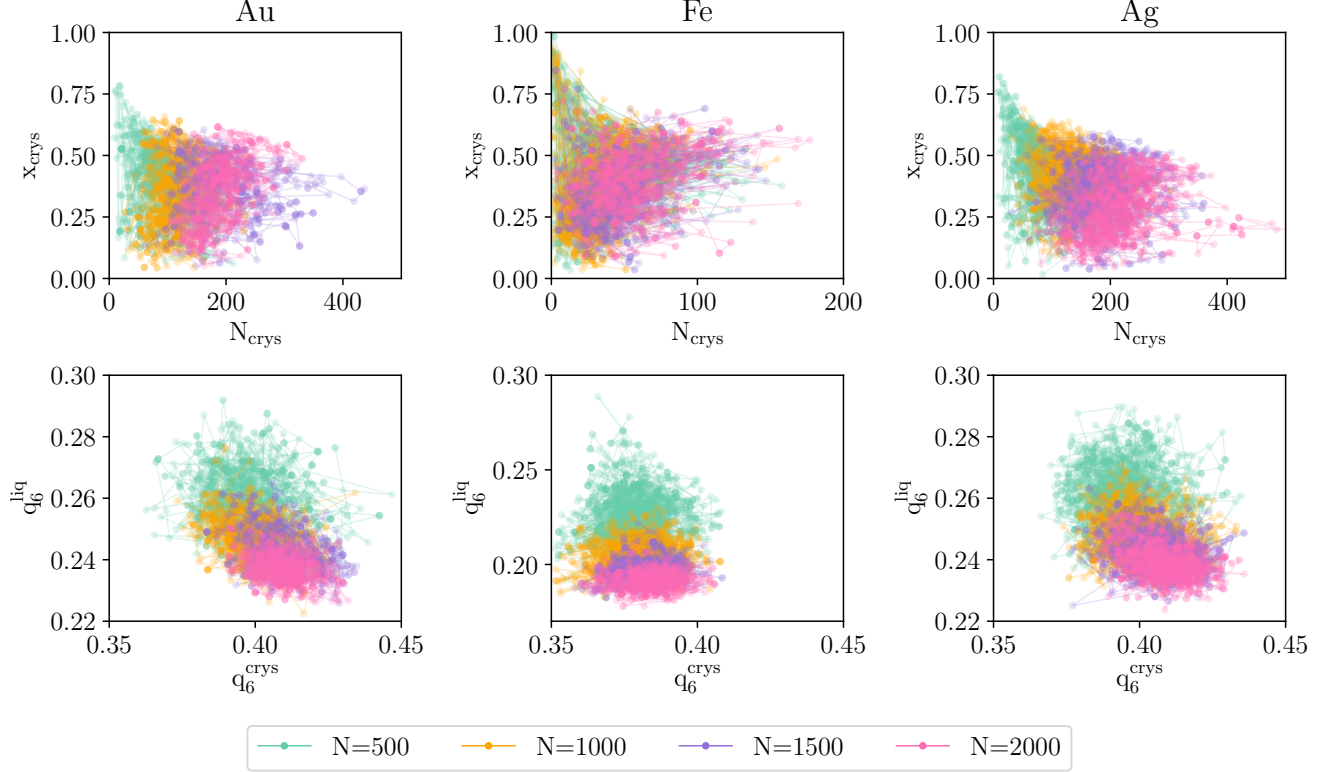 Au Fe Ag
1.00 1.00 1.00
0.75 0.75 0.75
x_crys x_crys x_crys
0.50 0.50 0.50
0.25 0.25 0.25
0.00 0.00 0.00
0 200 400 0 100 200 0 200 400
N_crys N_crys N_crys
0.30 0.30 0.30
0.28 0.28
0.25
0.26 0.26
q_6^liq q_6^liq q_6^liq
0.24 0.20 0.24
0.22 0.22
0.35 0.40 0.45 0.35 0.40 0.45 0.35 0.40 0.45
q_6^crys q_6^crys q_6^crys
N=500 N=1000 N=1500 N=2000